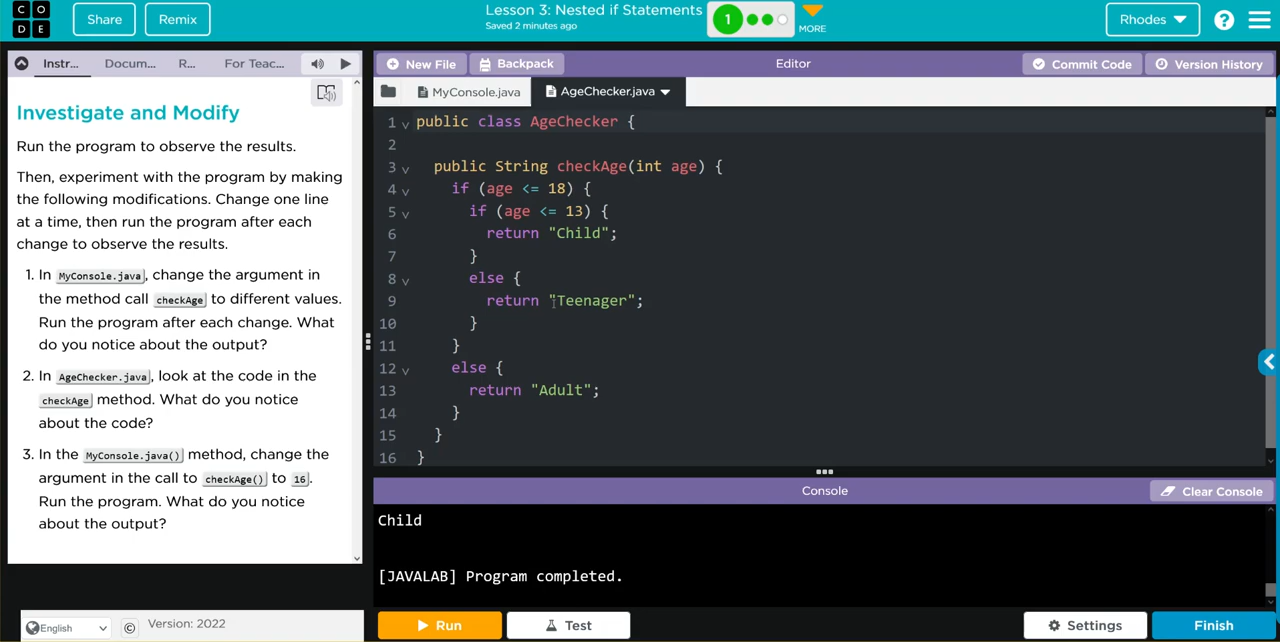 CO
DE
Share
Remix
Lesson 3: Nested if Statements
Saved 2 minutes ago
1
MORE
Rhodes
?
Instr...
Docum...
R...
For Teac...
New File
Backpack
Editor
Commit Code
Version History
MyConsole.java
AgeChecker.java
Investigate and Modify
Run the program to observe the results.
Then, experiment with the program by making
the following modifications. Change one line
at a time, then run the program after each
change to observe the results.
1. In MyConsole.java, change the argument in
the method call checkAge to different values.
Run the program after each change. What
do you notice about the output?
2. In AgeChecker.java, look at the code in the
checkAge method. What do you notice
about the code?
3. In the MyConsole.java() method, change the
argument in the call to checkAge() to 16.
Run the program. What do you notice
about the output?
1 public class AgeChecker {
2
3 public String checkAge(int age) {
4 if (age <= 18) {
5 if (age <= 13) {
6 return "Child";
7 }
8 else {
9 return "Teenager";
10 }
11 }
12 else {
13 return "Adult";
14 }
15 }
16 }
Console
Clear Console
Child
[JAVALAB] Program completed.
English
©
Version: 2022
Run
Test
Settings
Finish